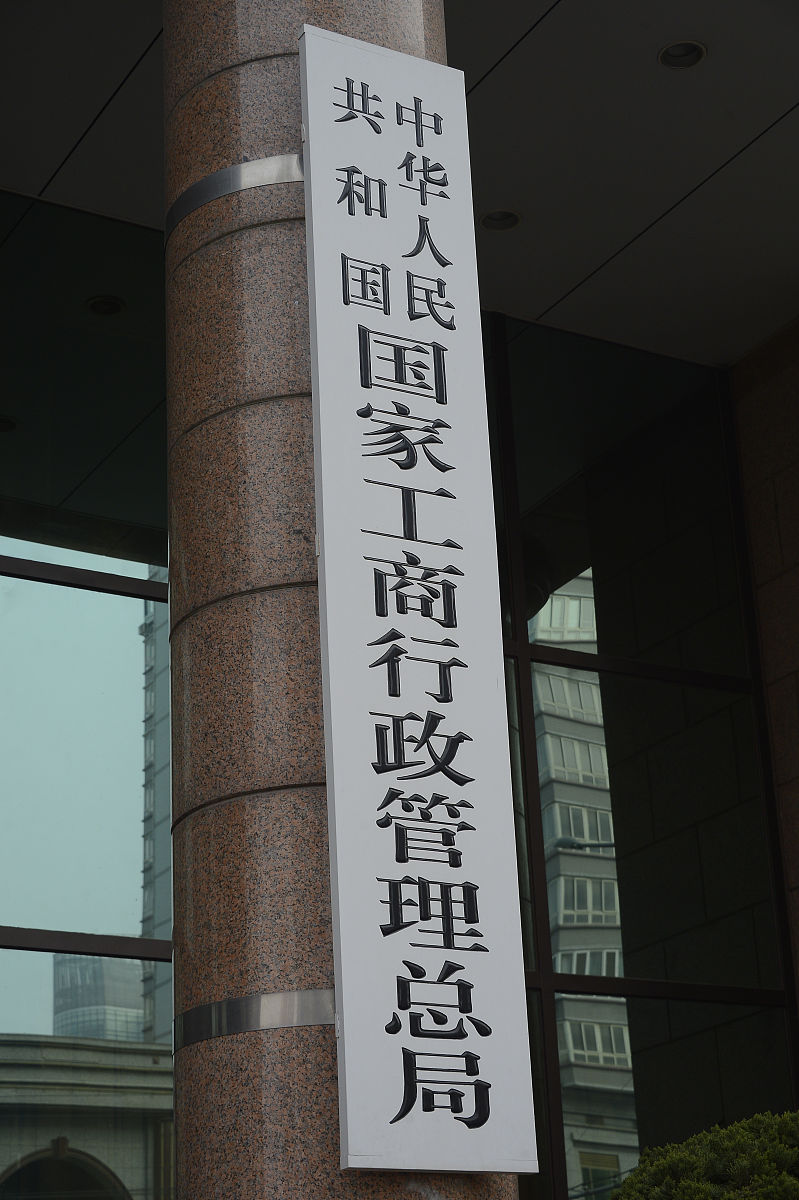 中华人民
共和国
国家工商行政管理总局